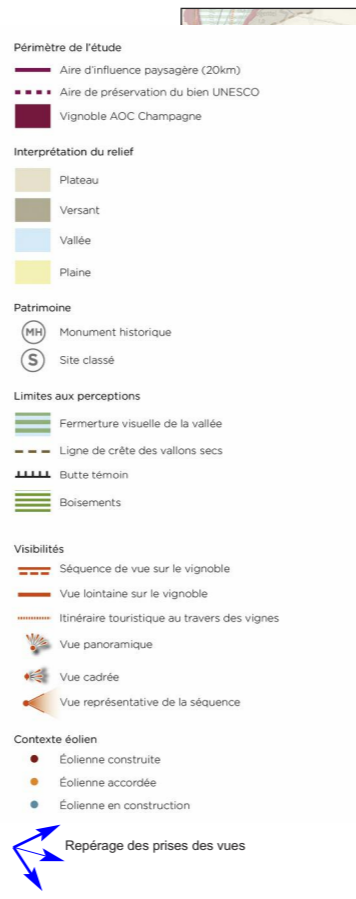 Périmètre de l'étude
Aire d'influence paysagère (20km)
Aire de préservation du bien UNESCO
Vignoble AOC Champagne
Interprétation du relief
Plateau
Versant
Vallée
Plaine
Patrimoine
MH Monument historique
S Site classé
Limites aux perceptions
Fermerture visuelle de la vallée
Ligne de crête des vallons secs
Butte témoin
Boisements
Visibilités
Séquence de vue sur le vignoble
Vue lointaine sur le vignoble
Itinéraire touristique au travers des vignes
Vue panoramique
Vue cadrée
Vue représentative de la séquence
Contexte éolien
Éolienne construite
Éolienne accordée
Éolienne en construction
Repérage des prises des vues